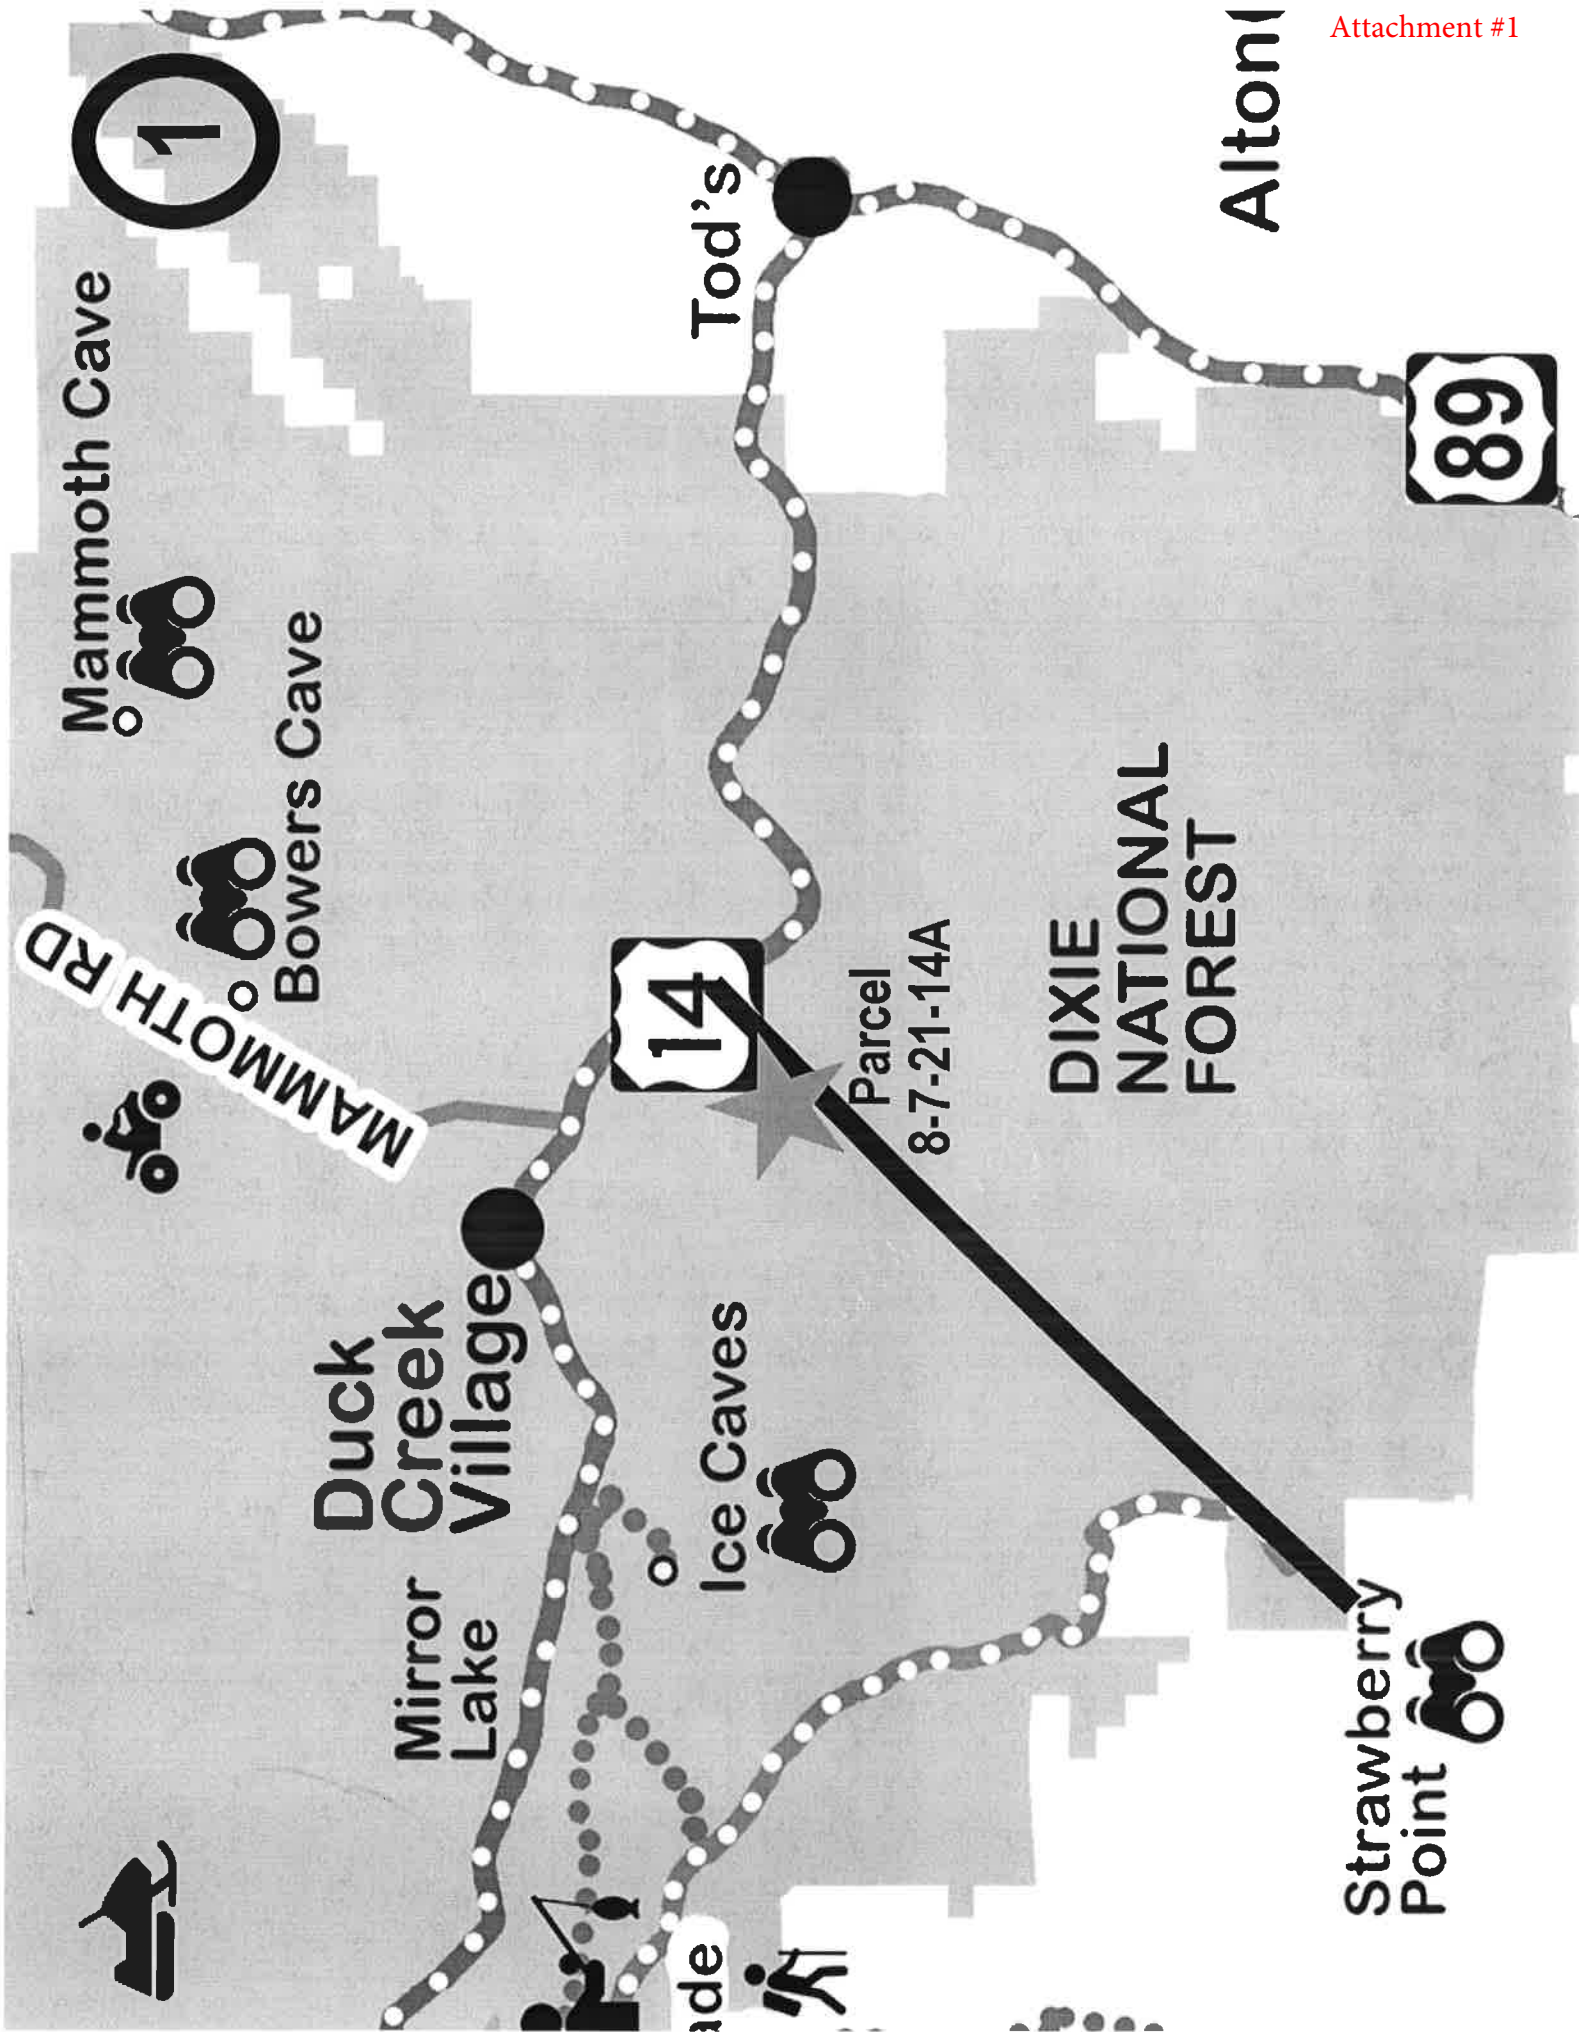 Attachment #1
Mammoth Cave
1
Bowers Cave
MAMMOTH RD
Duck
Creek
Village
Mirror
Lake
Tod's
14
Ice Caves
Parcel
8-7-21-14A
DIXIE
NATIONAL
FOREST
89
Strawberry
Point